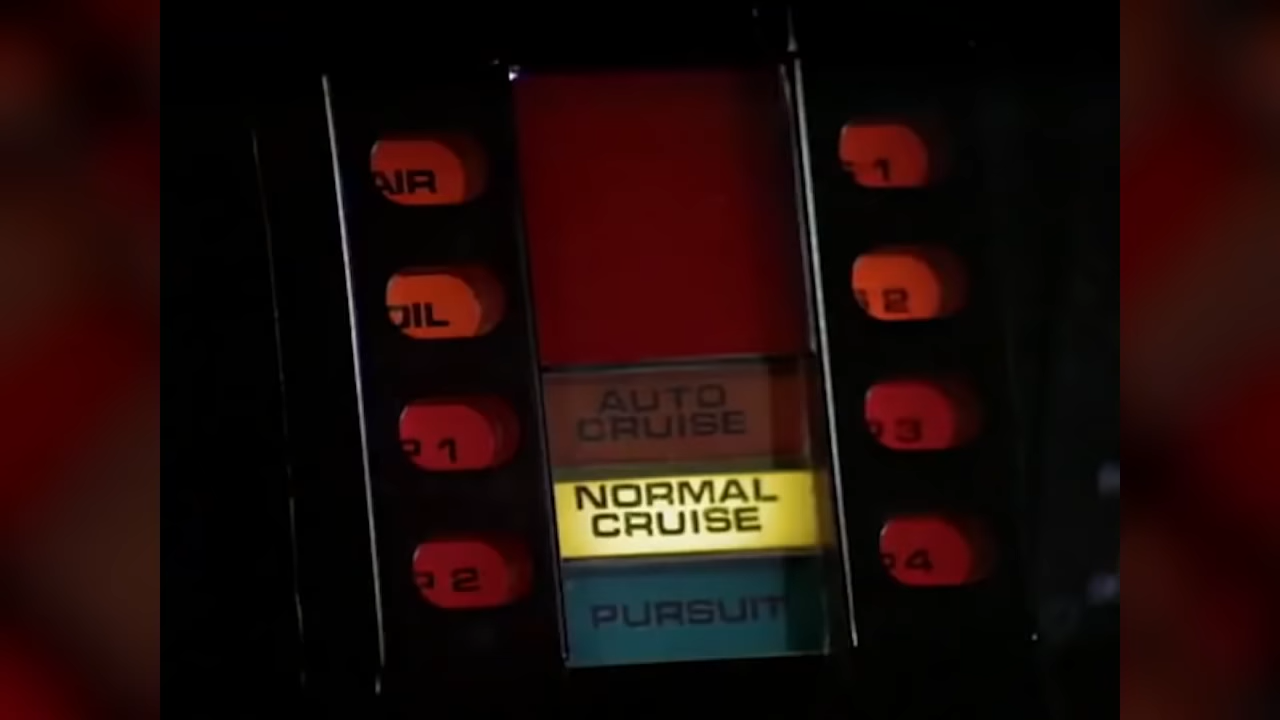 AIR
OIL
P 1
P 2
AUTO
CRUISE
NORMAL
CRUISE
PURSUIT
1
S 2
P 3
P 4